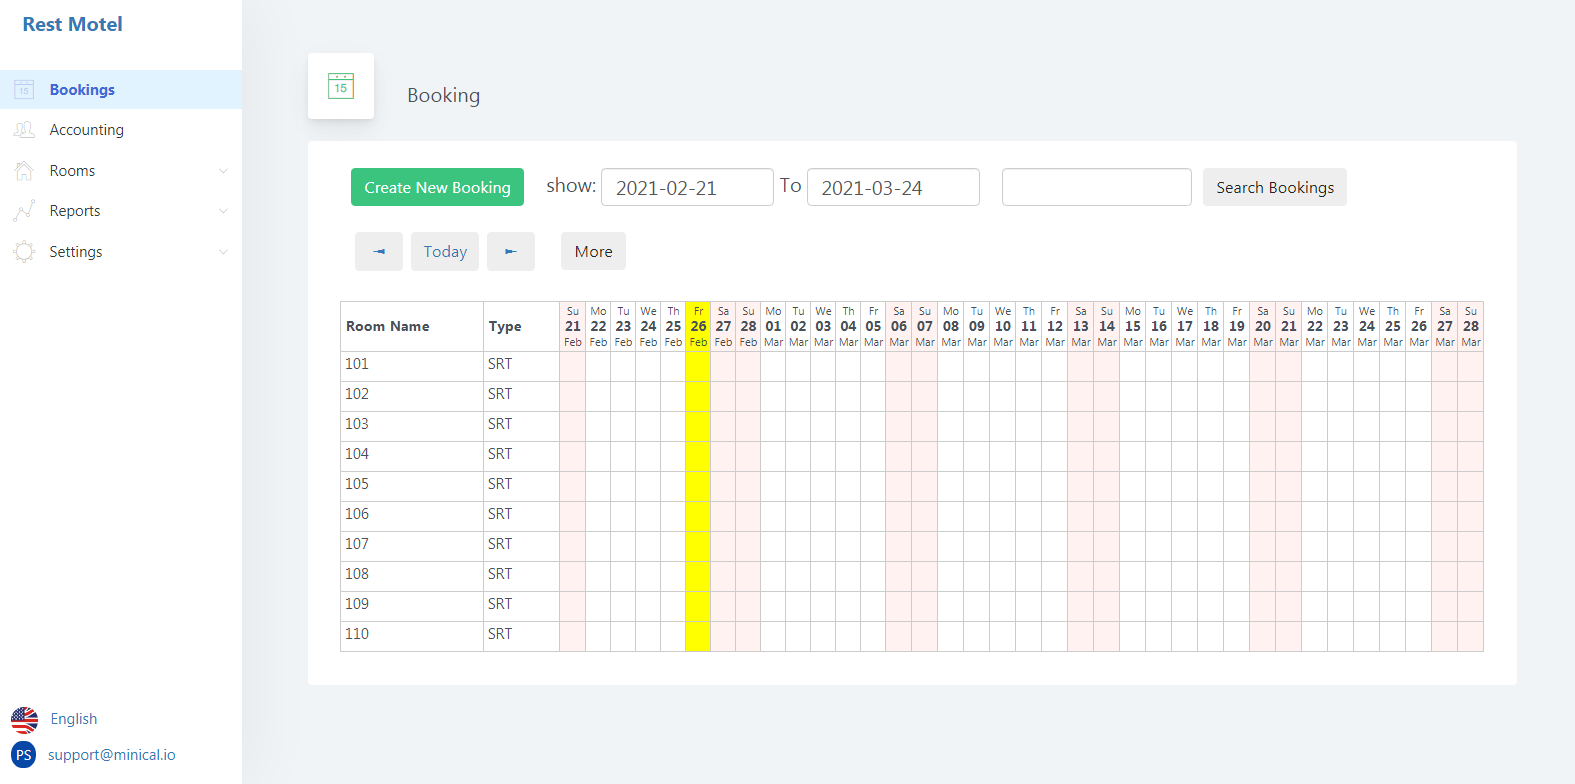 Rest Motel
15
Bookings
Accounting
Rooms
Reports
Settings
English
PS support@minical.io
15
Booking
Create New Booking show: 2021-02-21 To 2021-03-24 Search Bookings
Today More
Su Mo Tu We Th Fr Sa Su Mo Tu We Th Fr Sa Su Mo Tu We Th Fr Sa Su Mo Tu We Th Fr Sa Su Mo Tu We Th Fr Sa Su
Room Name Type 21 22 23 24 25 26 27 28 01 02 03 04 05 06 07 08 09 10 11 12 13 14 15 16 17 18 19 20 21 22 23 24 25 26 27 28
Feb Feb Feb Feb Feb Feb Feb Feb Mar Mar Mar Mar Mar Mar Mar Mar Mar Mar Mar Mar Mar Mar Mar Mar Mar Mar Mar Mar Mar Mar Mar Mar Mar Mar Mar Mar
101 SRT
102 SRT
103 SRT
104 SRT
105 SRT
106 SRT
107 SRT
108 SRT
109 SRT
110 SRT